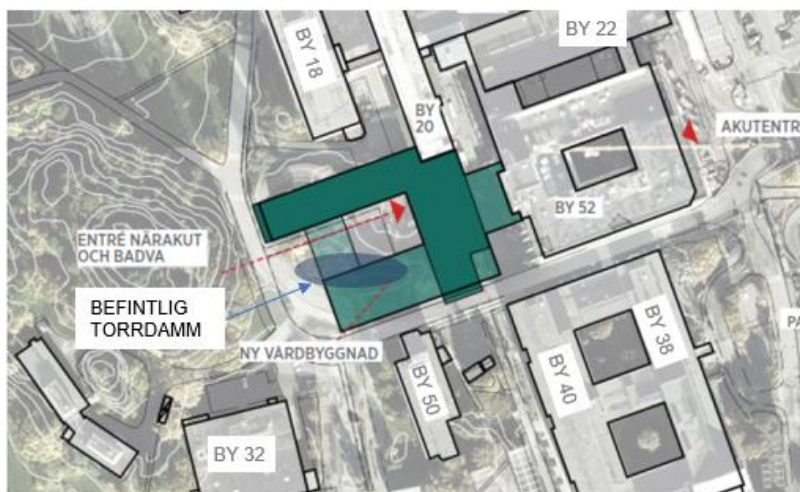 BY 22
BY 18
BY
20
AKUTENTR
BY 52
ENTRÉ NÄRAKUT
OCH BADVA
BEFINTLIG
TORRDAMM
PA
NY VÅRDBYGGNAD
BY 50
BY 40
BY 38
BY 32